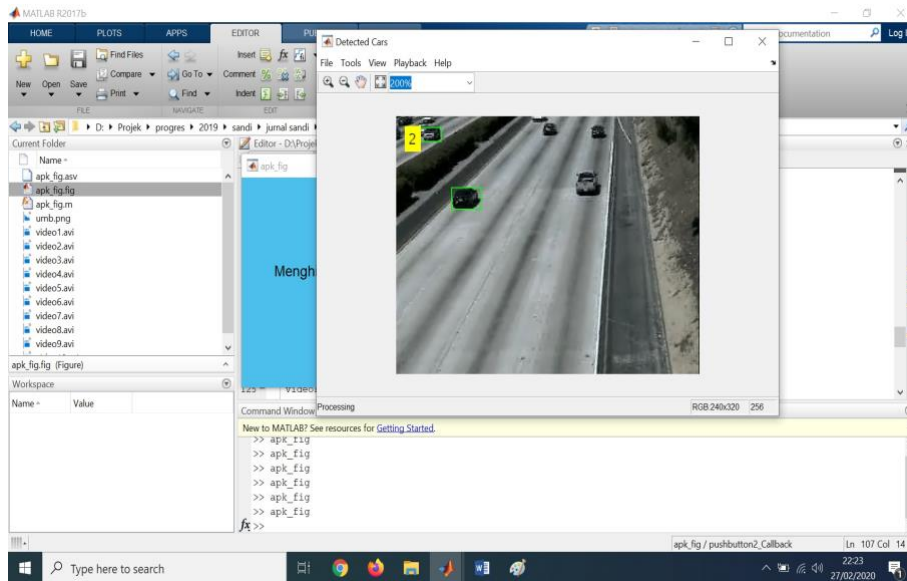 MATLAB R2017b
HOME PLOTS APPS EDITOR
Find Files
Compare
Print
New Open Save
FILE
Go To
Find
NAVIGATE
Insert
Comment
Indent
EDIT
Documentation
Log
D: ▸ Projek ▸ progres ▸ 2019 ▸ sandi ▸ jurnal sandi
Current Folder
Name
apk_fig.asv
apk_fig.fig
apk_fig.m
umb.png
video1.avi
video2.avi
video3.avi
video4.avi
video5.avi
video6.avi
video7.avi
video8.avi
video9.avi
apk_fig.fig (Figure)
Workspace
Name Value
Editor - D:\Projek
apk_fig
Mengh
125
Detected Cars
File Tools View Playback Help
200%
2
Processing
RGB:240x320 256
Command Window
New to MATLAB? See resources for Getting Started.
>> apk_fig
>> apk_fig
>> apk_fig
>> apk_fig
>> apk_fig
>> apk_fig
fx >>
apk_fig / pushbutton2_Callback
Ln 107 Col 14
Type here to search
22:23
27/02/2020